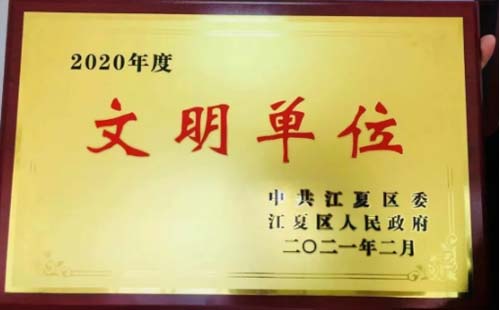 2020年度
文明单位
中共江夏区委
江夏区人民政府
二〇二一年二月